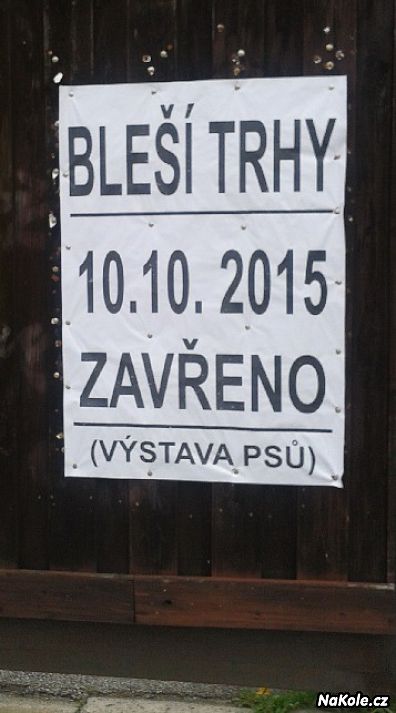 BLEŠÍ TRHY
10.10. 2015
ZAVŘENO
(VÝSTAVA PSŮ)
NaKole.cz